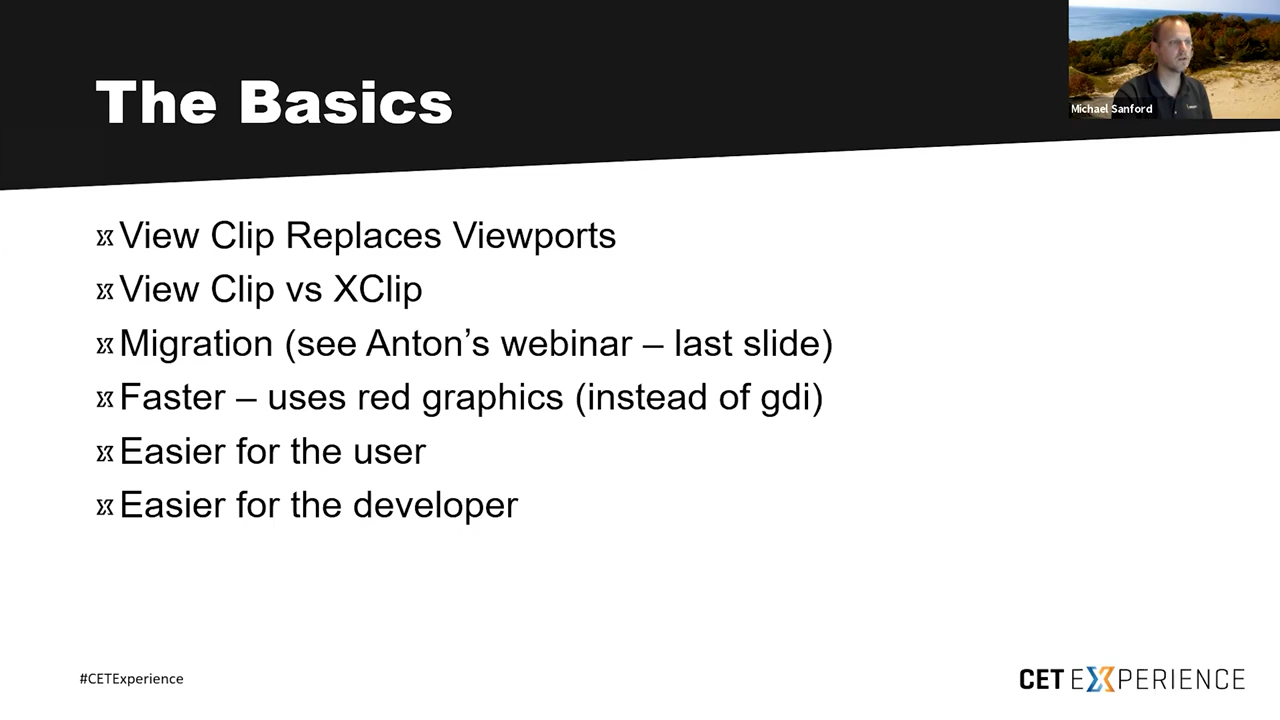 The Basics
Michael Sanford
View Clip Replaces Viewports
View Clip vs XClip
Migration (see Anton’s webinar – last slide)
Faster – uses red graphics (instead of gdi)
Easier for the user
Easier for the developer
#CETExperience
CET EXPERIENCE